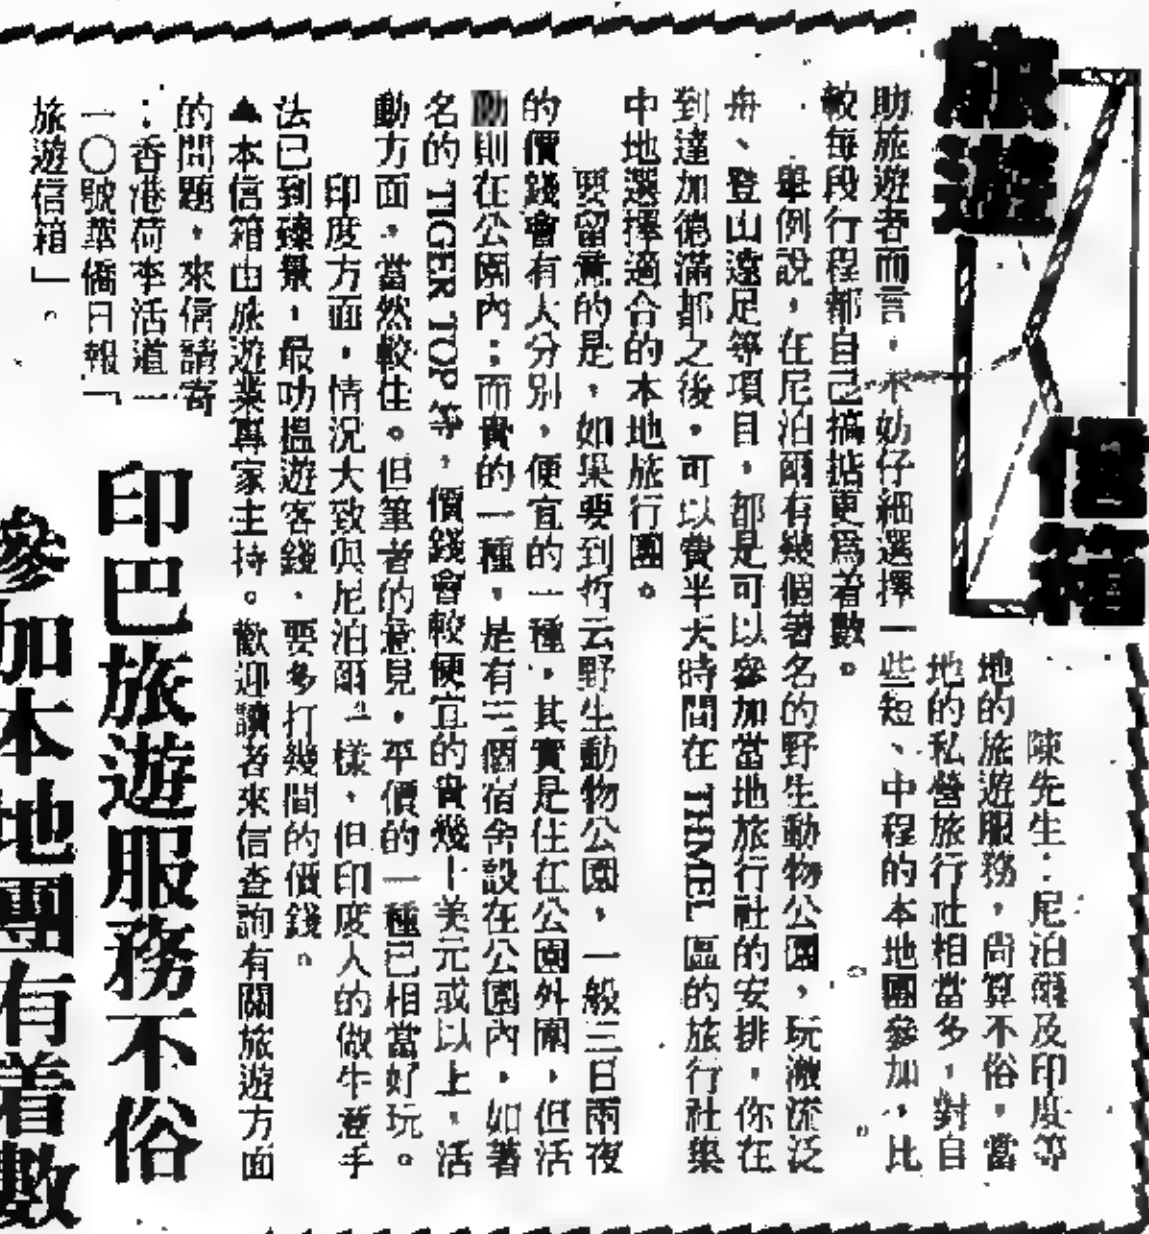 旅遊
信箱
印巴旅遊服務不俗
參加本地團有着數
陳先生：尼泊爾及印度等
地的旅遊服務，尚算不俗，當
地的私營旅行社相當多，對自
助旅遊者而言，不妨仔細選擇一些短、中程的本地團參加，比
較每段行程都自己搞掂更爲着數。
舉例說，在尼泊爾有幾個著名的野生動物公園，玩激流泛
舟、登山遠足等項目，都是可以參加當地旅行社的安排，你在
到達加德滿都之後，可以費半天時間在 THMEL 區的旅行社集
中地選擇適合的本地旅行團。
要留意的是，如果要到哲云野生動物公園，一般三日兩夜
的價錢會有大分別，便宜的一種，其實是住在公園外圍，但活
動則在公園內；而貴的一種，是有三個宿舍設在公園內，如著
名的 TIGER TOP 等，價錢會較便宜的貴幾十美元或以上，活
動方面，當然較佳。但筆者的意見，平價的一種已相當好玩。
印度方面，情況大致與尼泊爾一樣，但印度人的做生意手
法已到臻景，最叻搵遊客錢，要多打幾間的價錢。
▲本信箱由旅遊業專家主持。歡迎讀者來信查詢有關旅遊方面
的問題，來信請寄
：香港荷李活道一
一〇號華僑日報「
旅遊信箱」。